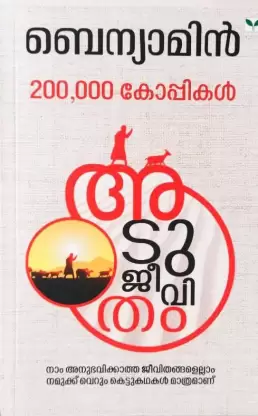 ബെന്യാമിൻ
200,000 കോപ്പികൾ
ആടുജീവിതം
നാം അനുഭവിക്കാത്ത ജീവിതങ്ങളെല്ലാം
നമുക്ക് വെറും കെട്ടുകഥകൾ മാത്രമാണ്